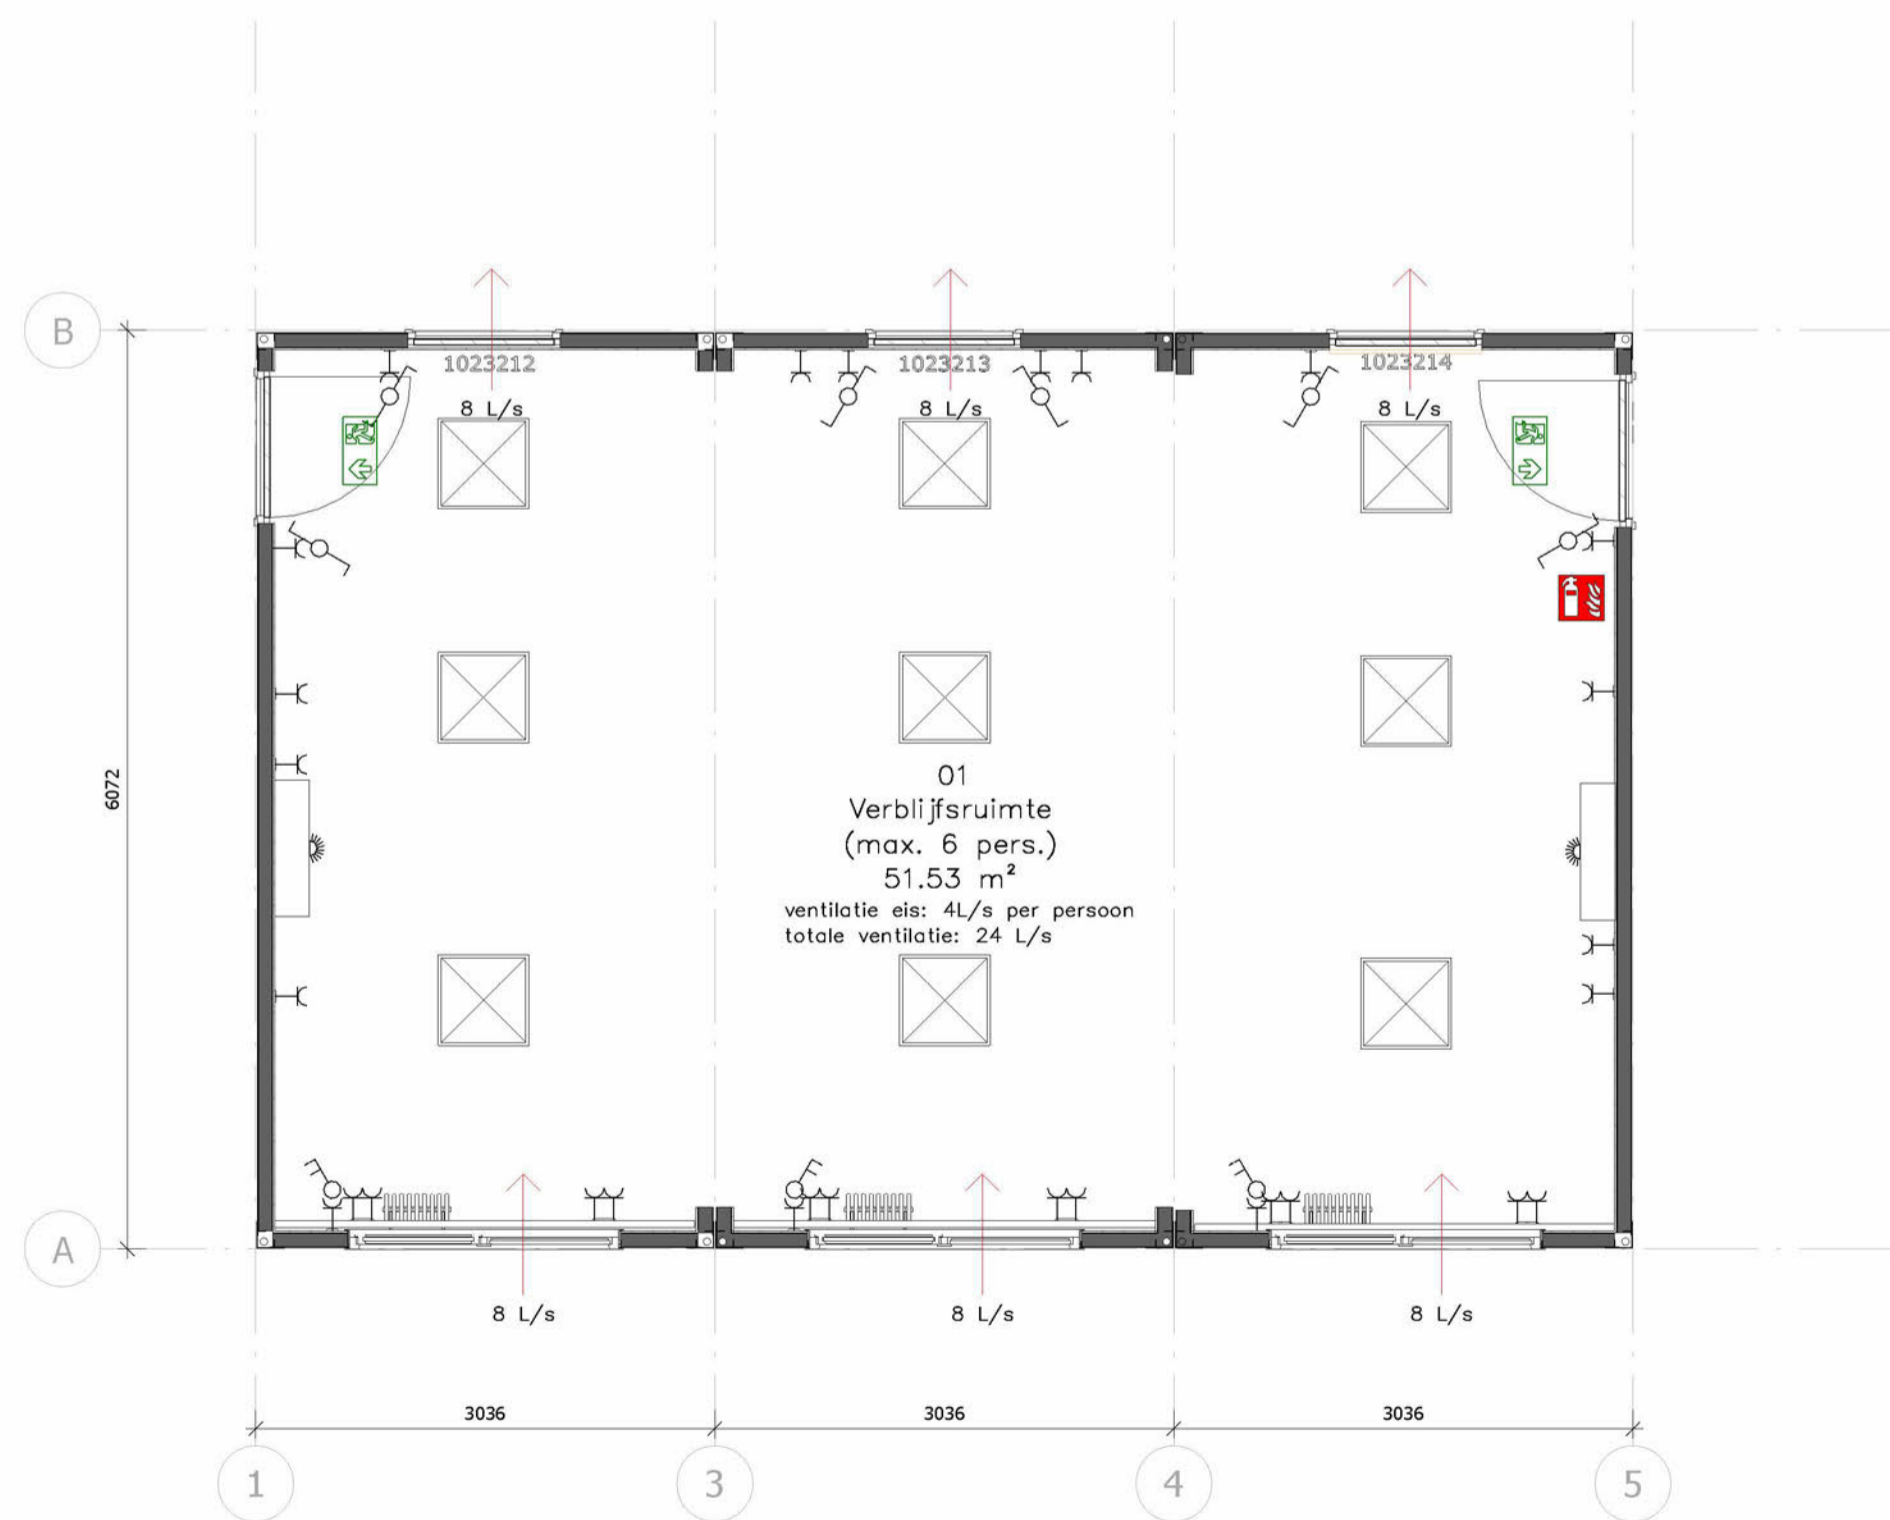 B
1023212
1023213
1023214
8 L/s
8 L/s
8 L/s
6072
01
Verblijfsruimte
(max. 6 pers.)
51.53 m²
ventilatie eis: 4L/s per persoon
totale ventilatie: 24 L/s
A
8 L/s
8 L/s
8 L/s
3036
3036
3036
1
3
4
5